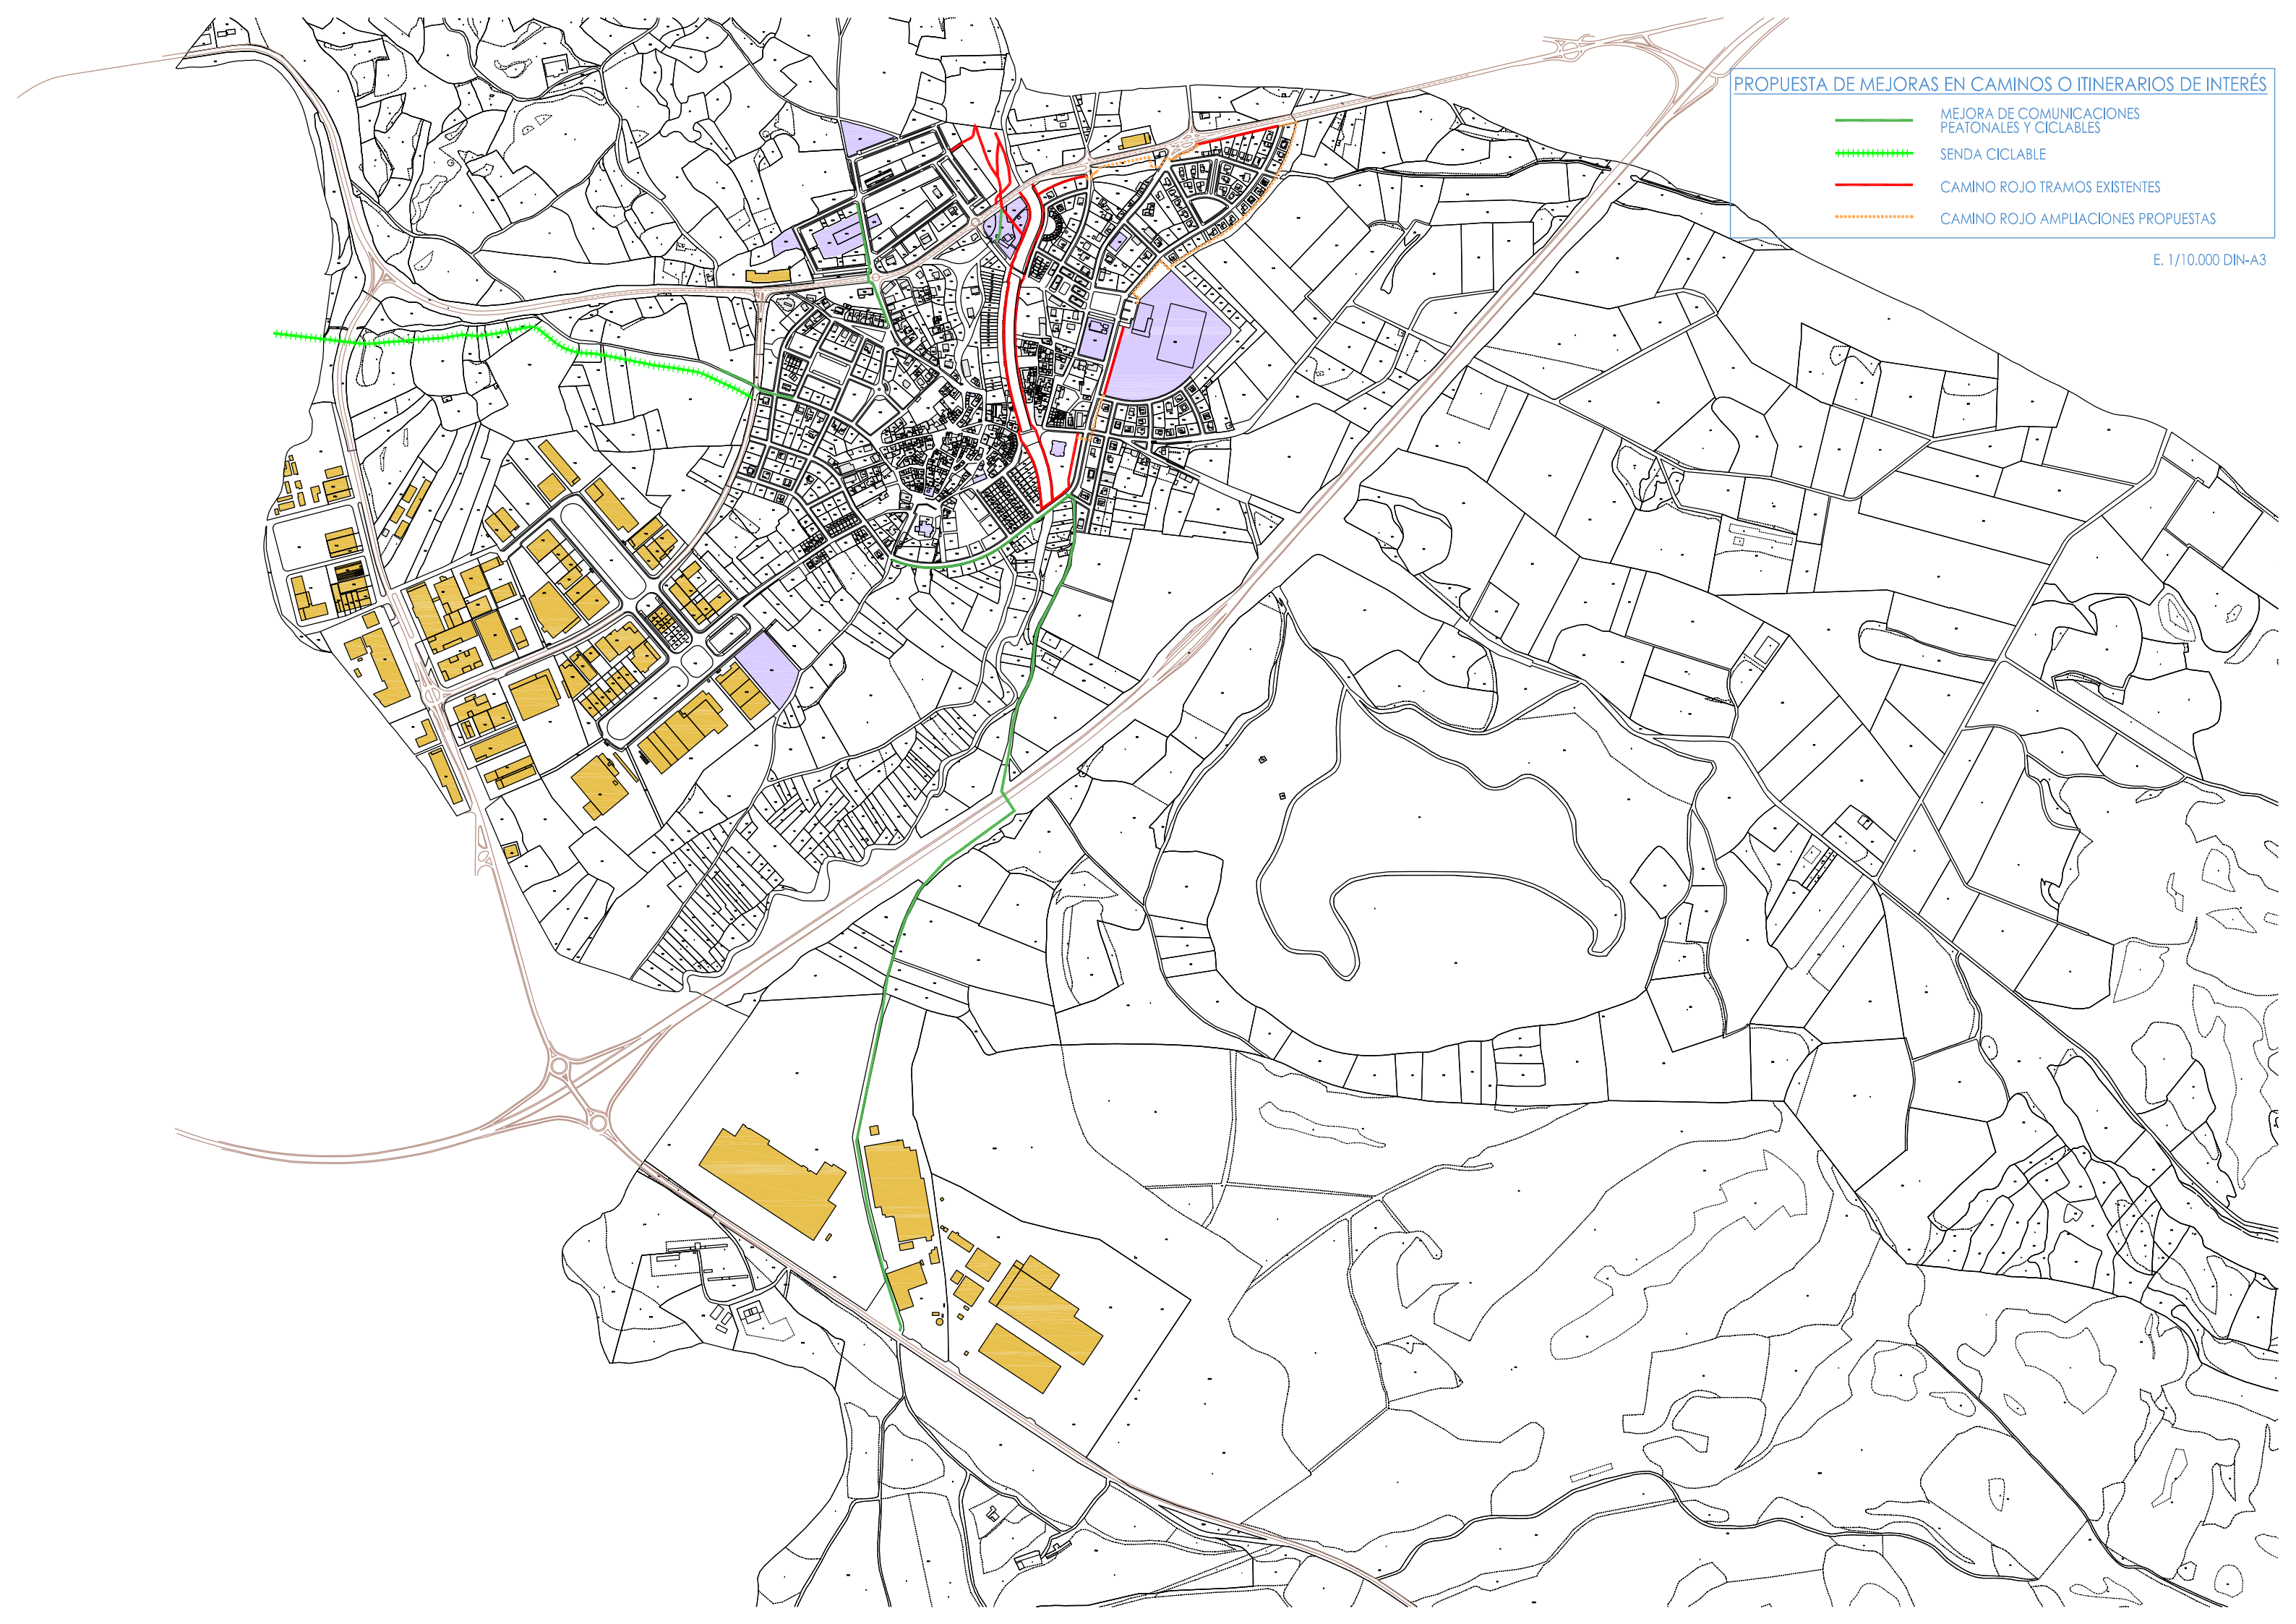 PROPUESTA DE MEJORAS EN CAMINOS O ITINERARIOS DE INTERÉS
MEJORA DE COMUNICACIONES
PEATONALES Y CICLABLES
SENDA CICLABLE
CAMINO ROJO TRAMOS EXISTENTES
CAMINO ROJO AMPLIACIONES PROPUESTAS
E. 1/10.000 DIN-A3